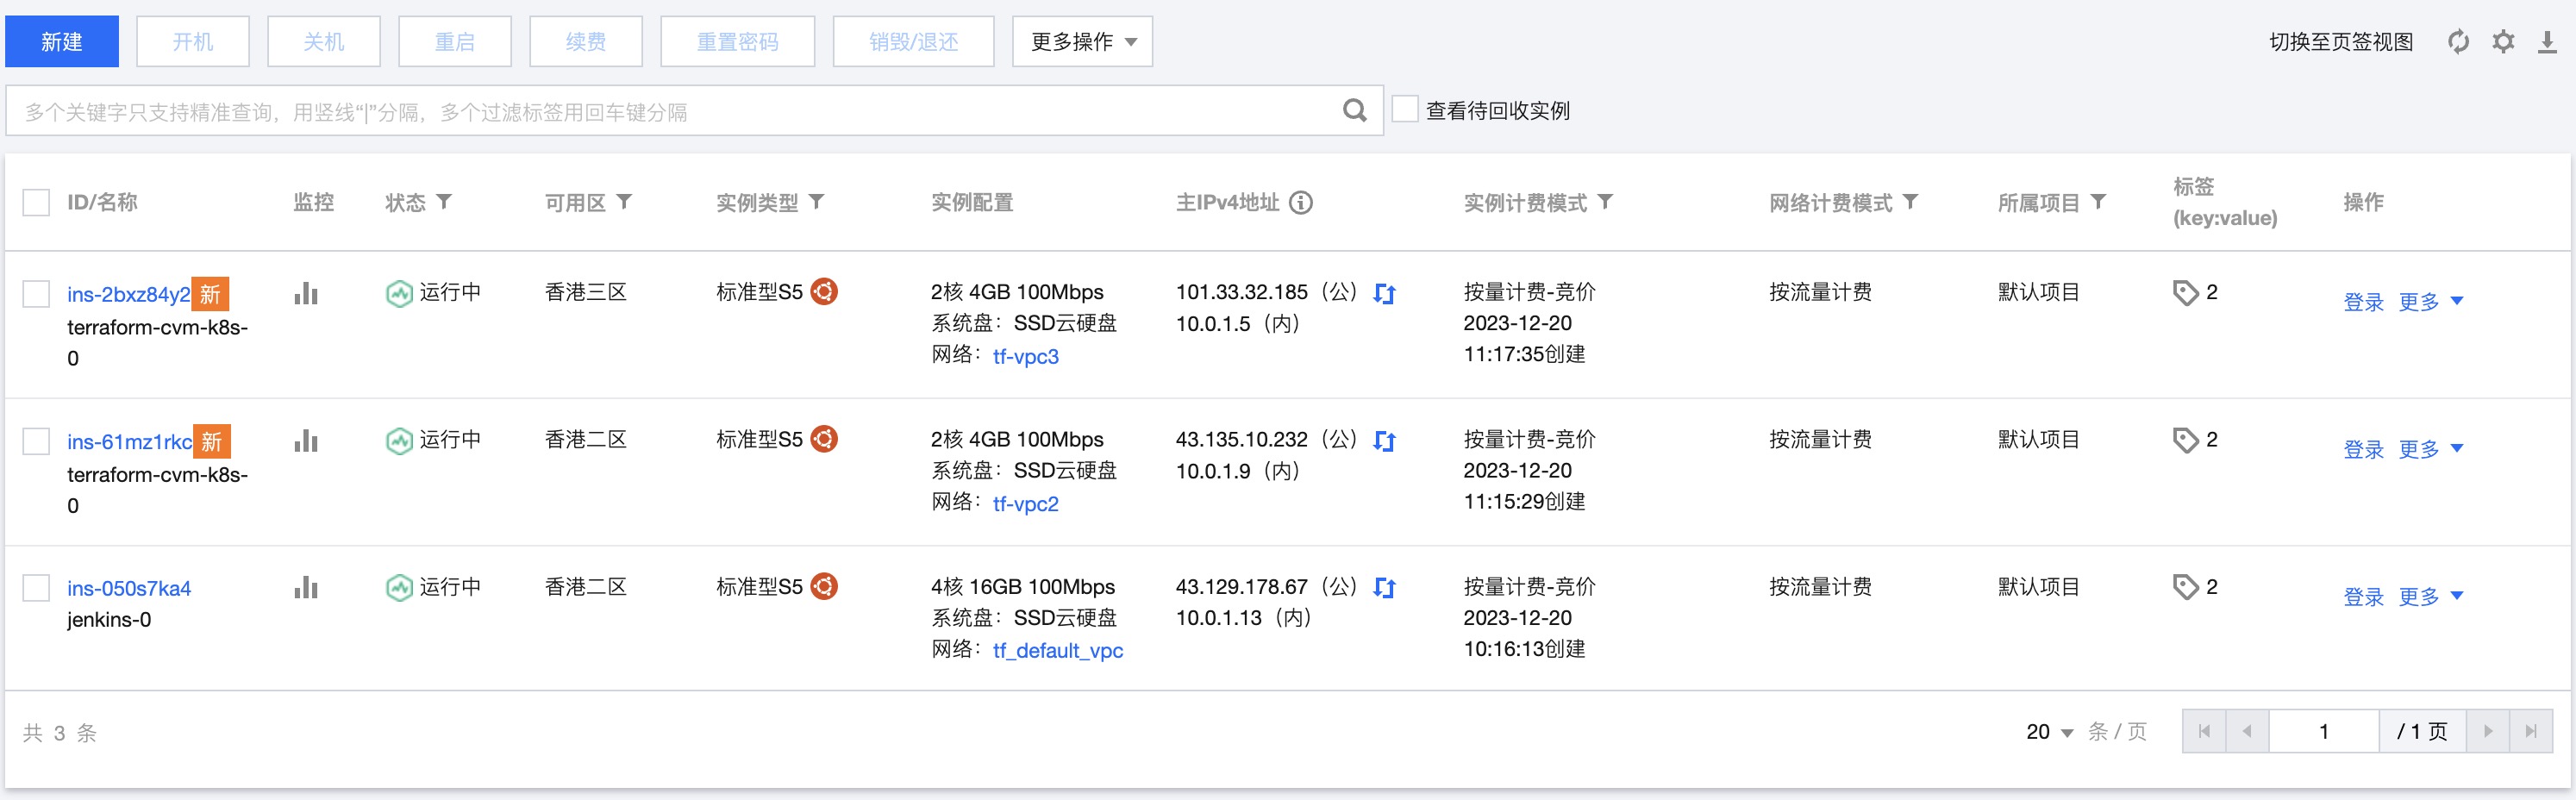 新建 开机 关机 重启 续费 重置密码 销毁/退还 更多操作 切换至页签视图
多个关键字只支持精准查询，用竖线“|”分隔，多个过滤标签用回车键分隔 查看待回收实例
ID/名称 监控 状态 可用区 实例类型 实例配置 主IPv4地址 实例计费模式 网络计费模式 所属项目 标签 操作
(key:value)
ins-2bxz84y2 新 运行中 香港三区 标准型S5 2核 4GB 100Mbps 101.33.32.185（公） 按量计费-竞价 按流量计费 默认项目 2 登录 更多
terraform-cvm-k8s- 系统盘：SSD云硬盘 10.0.1.5（内） 2023-12-20
0 网络：tf-vpc3 11:17:35创建
ins-61mz1rkc 新 运行中 香港二区 标准型S5 2核 4GB 100Mbps 43.135.10.232（公） 按量计费-竞价 按流量计费 默认项目 2 登录 更多
terraform-cvm-k8s- 系统盘：SSD云硬盘 10.0.1.9（内） 2023-12-20
0 网络：tf-vpc2 11:15:29创建
ins-050s7ka4 运行中 香港二区 标准型S5 4核 16GB 100Mbps 43.129.178.67（公） 按量计费-竞价 按流量计费 默认项目 2 登录 更多
jenkins-0 系统盘：SSD云硬盘 10.0.1.13（内） 2023-12-20
网络：tf_default_vpc 10:16:13创建
共 3 条 20 条 / 页 1 / 1 页